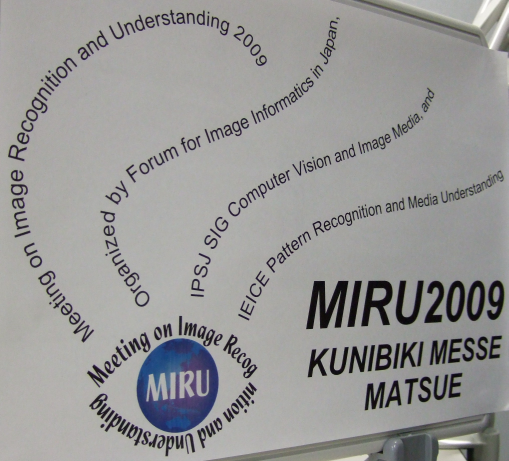 Meeting on Image Recognition and Understanding 2009
Organized by Forum for Image Informatics in Japan,
IPSJ SIG Computer Vision and Image Media, and
IEICE Pattern Recognition and Media Understanding
MIRU2009
KUNIBIKI MESSE
MATSUE
Meeting on Image Recog
nition and Understanding
MIRU